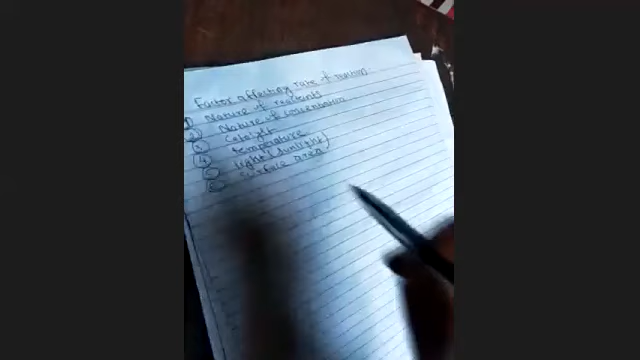 Factor affecting rate of reaction
① Nature of reactants
② Nature of concentration
③ Catalyst
④ temperature
⑤ light (sunlight)
⑥ surface area